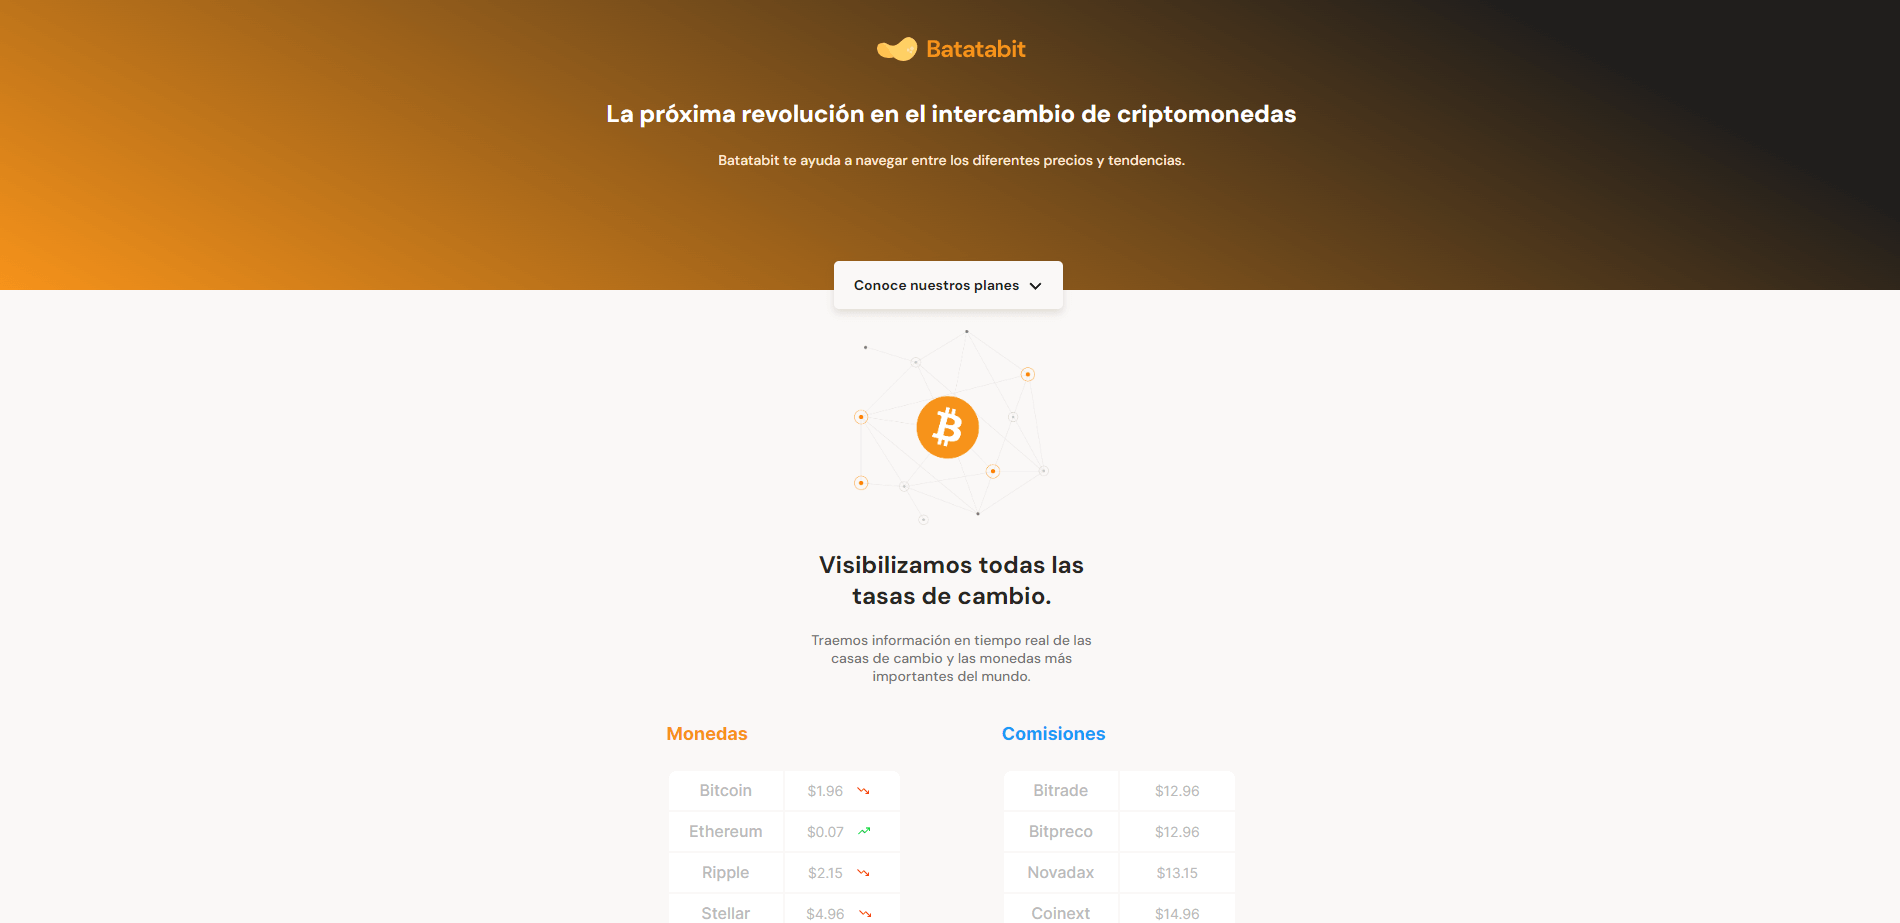 Batatabit
La próxima revolución en el intercambio de criptomonedas
Batatabit te ayuda a navegar entre los diferentes precios y tendencias.
Conoce nuestros planes
Visibilizamos todas las
tasas de cambio.
Traemos información en tiempo real de las
casas de cambio y las monedas más
importantes del mundo.
Monedas
Bitcoin $1.96
Ethereum $0.07
Ripple $2.15
Stellar $4.96
Comisiones
Bitrade $12.96
Bitpreco $12.96
Novadax $13.15
Coinext $14.96